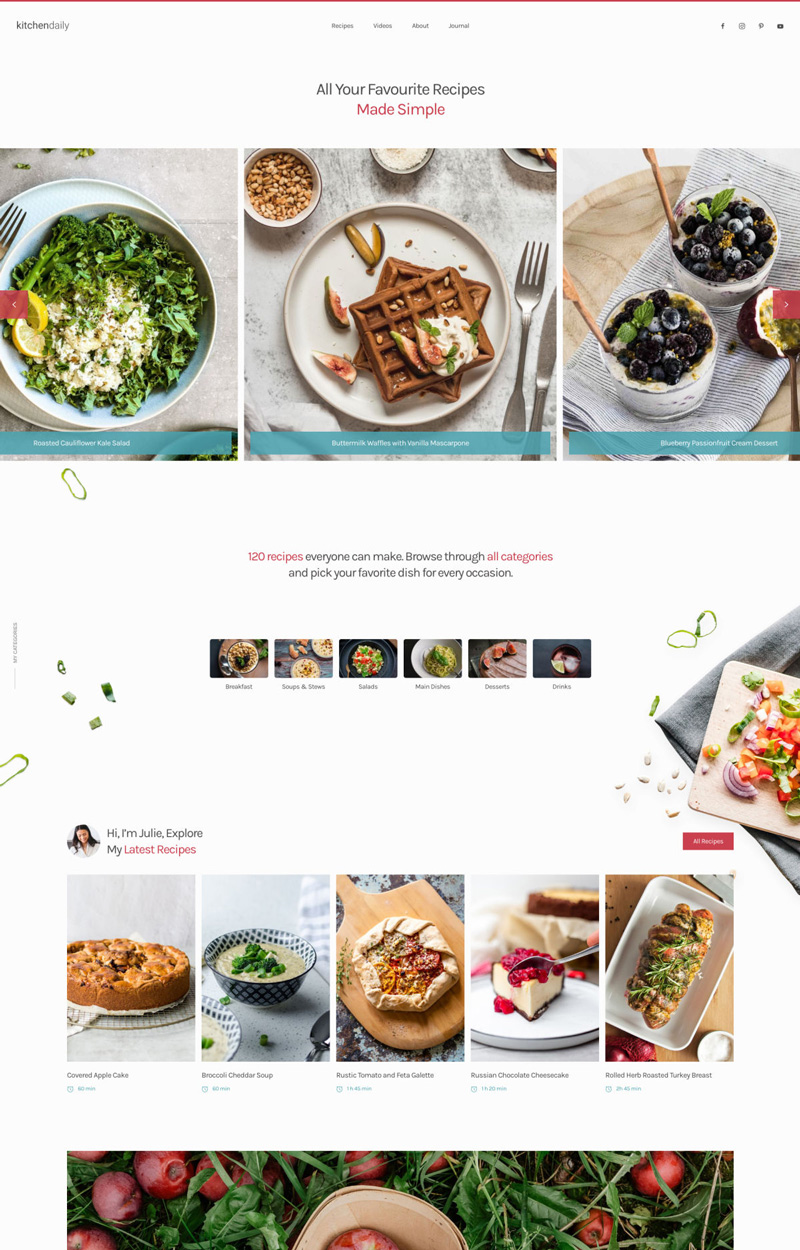 kitchendaily
Recipes
Videos
About
Journal
All Your Favourite Recipes
Made Simple
Roasted Cauliflower Kale Salad
Buttermilk Waffles with Vanilla Mascarpone
Blueberry Passionfruit Cream Dessert
120 recipes everyone can make. Browse through all categories
and pick your favorite dish for every occasion.
MY CATEGORIES
Breakfast
Soups & Stews
Salads
Main Dishes
Desserts
Drinks
Hi, I'm Julie, Explore
My Latest Recipes
All Recipes
Covered Apple Cake
60 min
Broccoli Cheddar Soup
60 min
Rustic Tomato and Feta Galette
1 h 45 min
Russian Chocolate Cheesecake
1 h 20 min
Rolled Herb Roasted Turkey Breast
2h 45 min